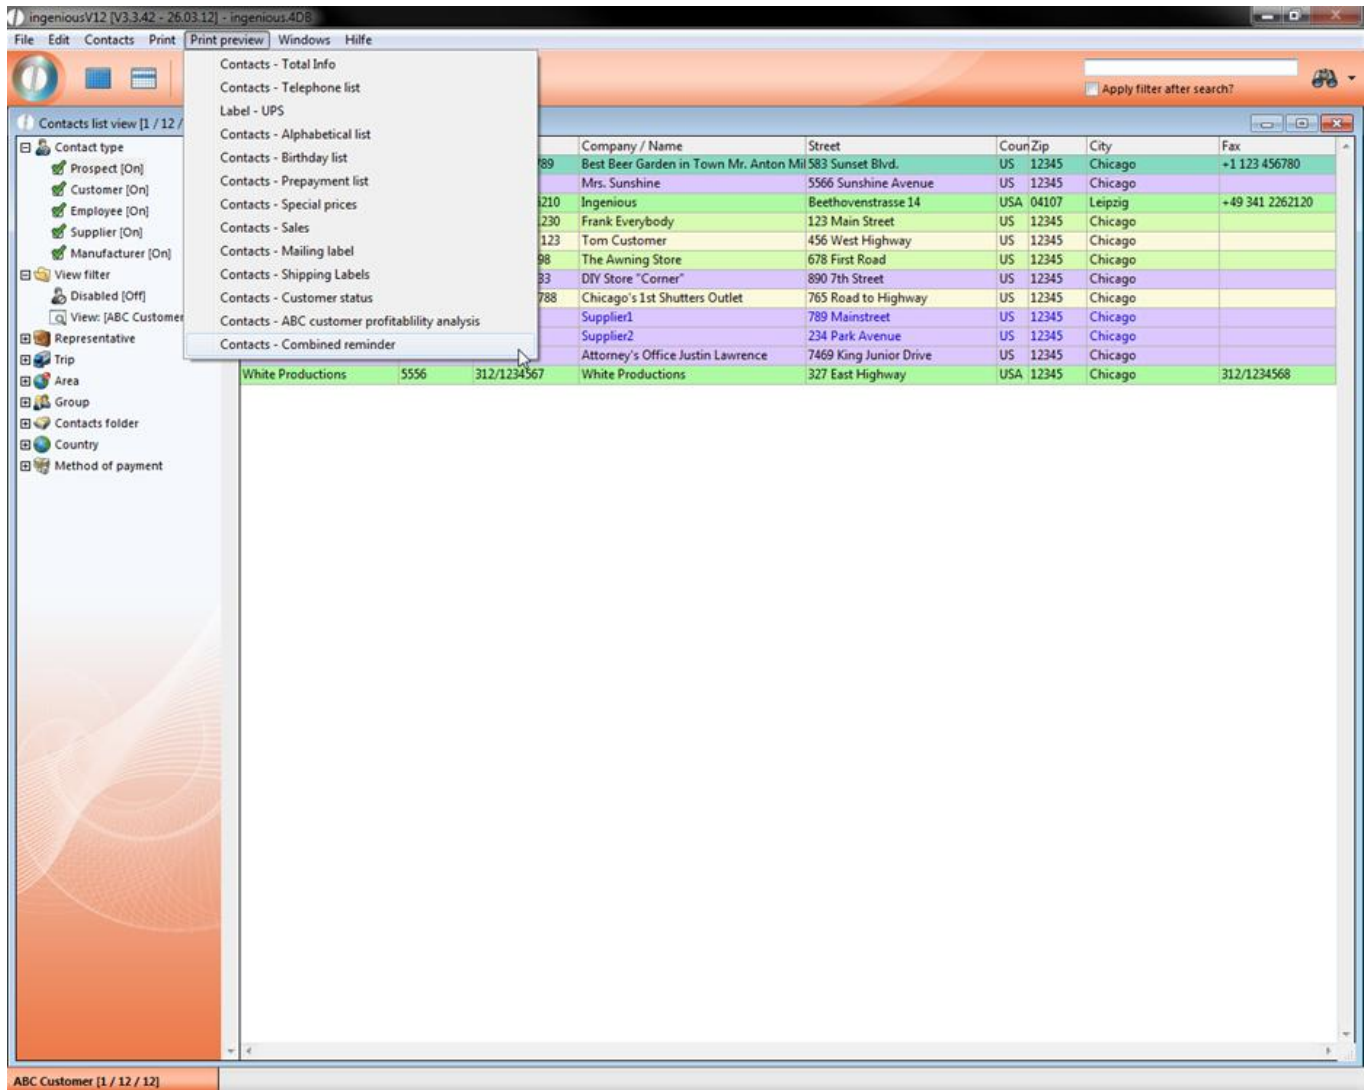 ingeniousV12 [V3.3.42 - 26.03.12] - ingenious.4DB
File Edit Contacts Print Print preview Windows Hilfe
Contacts - Total Info
Contacts - Telephone list
Label - UPS
Contacts - Alphabetical list
Contacts - Birthday list
Contacts - Prepayment list
Contacts - Special prices
Contacts - Sales
Contacts - Mailing label
Contacts - Shipping Labels
Contacts - Customer status
Contacts - ABC customer profitablility analysis
Contacts - Combined reminder
Apply filter after search?
Contacts list view [1 / 12 /
Contact type
Prospect [On]
Customer [On]
Employee [On]
Supplier [On]
Manufacturer [On]
View filter
Disabled [Off]
View: [ABC Customer
Representative
Trip
Area
Group
Contacts folder
Country
Method of payment
Company / Name Street Coun Zip City Fax
789 Best Beer Garden in Town Mr. Anton Mil 583 Sunset Blvd. US 12345 Chicago +1 123 456780
Mrs. Sunshine 5566 Sunshine Avenue US 12345 Chicago
210 Ingenious Beethovenstrasse 14 USA 04107 Leipzig +49 341 2262120
230 Frank Everybody 123 Main Street US 12345 Chicago
123 Tom Customer 456 West Highway US 12345 Chicago
98 The Awning Store 678 First Road US 12345 Chicago
33 DIY Store "Corner" 890 7th Street US 12345 Chicago
788 Chicago's 1st Shutters Outlet 765 Road to Highway US 12345 Chicago
Supplier1 789 Mainstreet US 12345 Chicago
Supplier2 234 Park Avenue US 12345 Chicago
Attorney's Office Justin Lawrence 7469 King Junior Drive US 12345 Chicago
White Productions 5556 312/1234567 White Productions 327 East Highway USA 12345 Chicago 312/1234568
ABC Customer [1 / 12 / 12]